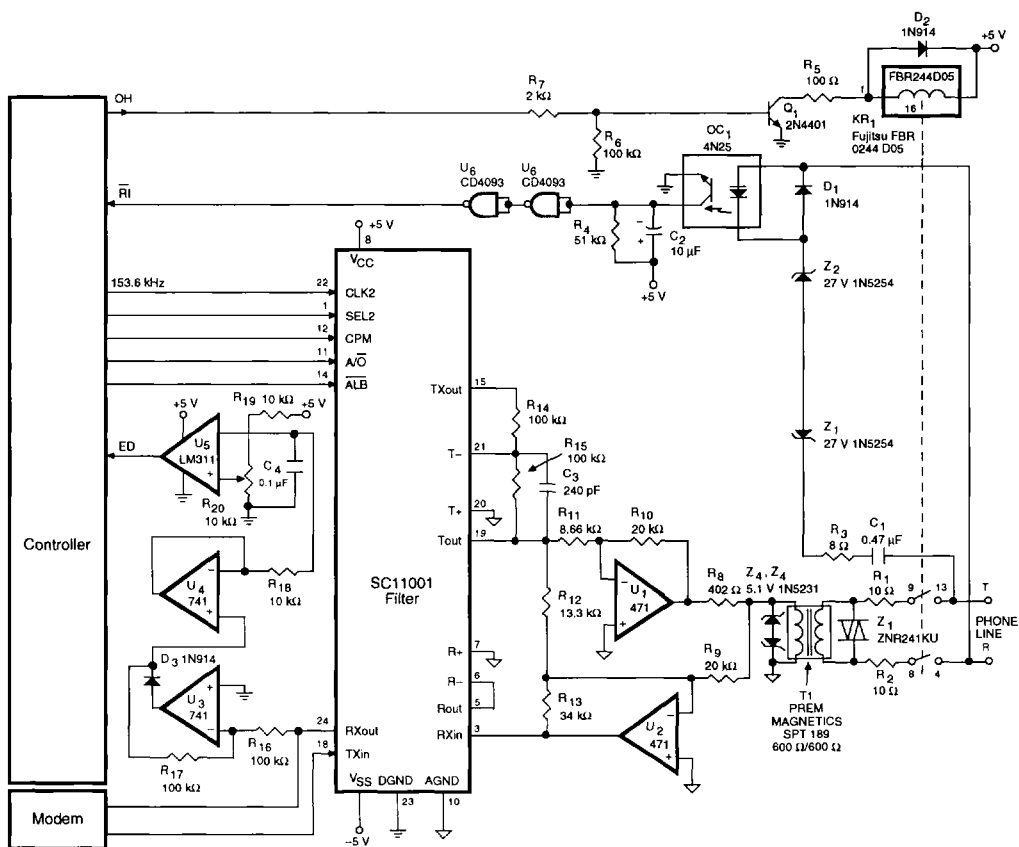 D2
1N914
+5 V
FBR244D05
1
16
R5
100 Ω
OH
R7
2 kΩ
Q1
2N4401
KR1
Fujitsu FBR
0244 D05
R6
100 kΩ
OC1
4N25
U6
CD4093
U6
CD4093
D1
1N914
RI
R4
51 kΩ
−
+
C2
10 μF
+5 V
+5 V
8
VCC
Z2
27 V 1N5254
153.6 kHz
22
CLK2
1
SEL2
12
CPM
11
A/O
14
ALB
TXout
15
R14
100 kΩ
R19
10 kΩ
+5 V
+5 V
U5
LM311
−
+
C4
0.1 μF
ED
R20
10 kΩ
T−
21
R15
100 kΩ
C3
240 pF
Z1
27 V 1N5254
T+
20
Tout
19
R11
8.66 kΩ
R10
20 kΩ
R3
8 Ω
C1
0.47 μF
Controller
SC11001
Filter
U4
741
−
+
R18
10 kΩ
R12
13.3 kΩ
−
+
U1
471
R8
402 Ω
Z4, Z4
5.1 V 1N5231
R1
10 Ω
9
13
T
PHONE
LINE
R
Z1
ZNR241KU
R9
20 kΩ
R2
10 Ω
8
4
T1
PREM
MAGNETICS
SPT 189
600 Ω/600 Ω
D3 1N914
U3
741
+
−
R+
7
R−
6
Rout
5
R13
34 kΩ
RXin
3
U2
471
−
+
R16
100 kΩ
24
RXout
18
TXin
R17
100 kΩ
VSS
DGND
AGND
23
10
−5 V
Modem